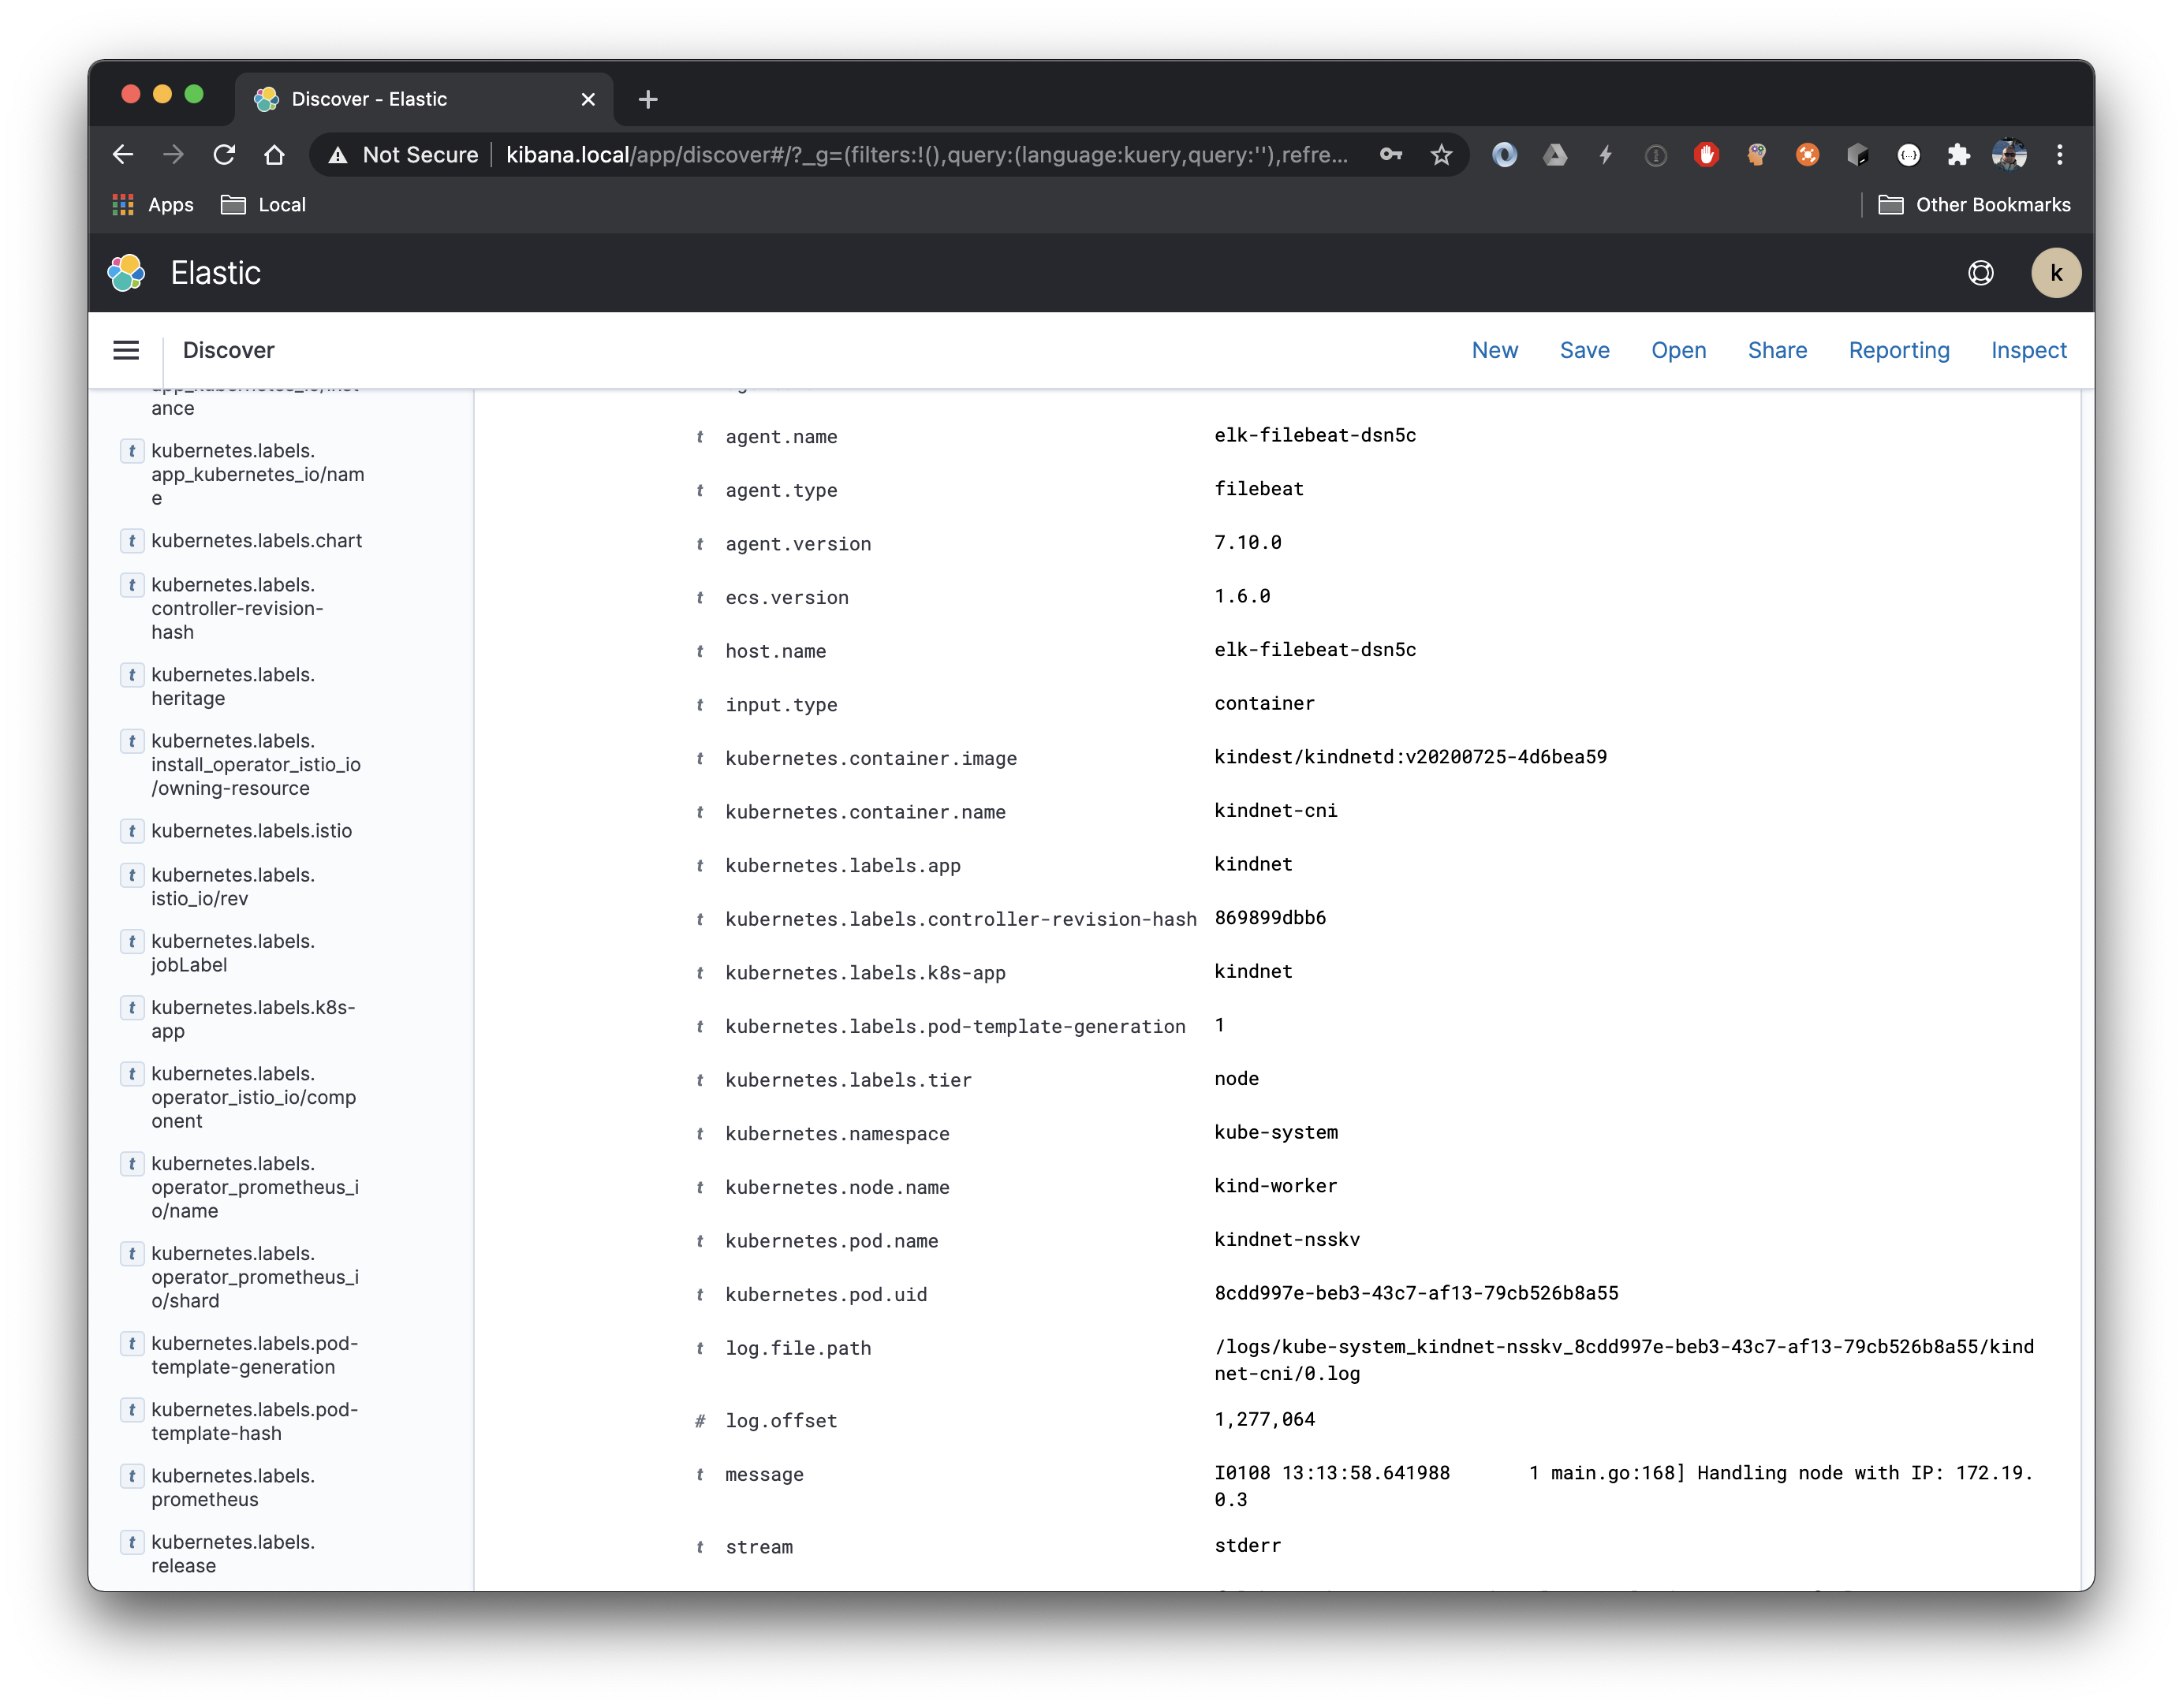 Discover - Elastic
Not Secure
kibana.local/app/discover#/?_g=(filters:!(),query:(language:kuery,query:''),refre...
Apps
Local
Other Bookmarks
Elastic
k
Discover
New
Save
Open
Share
Reporting
Inspect
ance
t kubernetes.labels.
app_kubernetes_io/nam
e
t kubernetes.labels.chart
t kubernetes.labels.
controller-revision-
hash
t kubernetes.labels.
heritage
t kubernetes.labels.
install_operator_istio_io
/owning-resource
t kubernetes.labels.istio
t kubernetes.labels.
istio_io/rev
t kubernetes.labels.
jobLabel
t kubernetes.labels.k8s-
app
t kubernetes.labels.
operator_istio_io/comp
onent
t kubernetes.labels.
operator_prometheus_i
o/name
t kubernetes.labels.
operator_prometheus_i
o/shard
t kubernetes.labels.pod-
template-generation
t kubernetes.labels.pod-
template-hash
t kubernetes.labels.
prometheus
t kubernetes.labels.
release
t agent.name elk-filebeat-dsn5c
t agent.type filebeat
t agent.version 7.10.0
t ecs.version 1.6.0
t host.name elk-filebeat-dsn5c
t input.type container
t kubernetes.container.image kindest/kindnetd:v20200725-4d6bea59
t kubernetes.container.name kindnet-cni
t kubernetes.labels.app kindnet
t kubernetes.labels.controller-revision-hash 869899dbb6
t kubernetes.labels.k8s-app kindnet
t kubernetes.labels.pod-template-generation 1
t kubernetes.labels.tier node
t kubernetes.namespace kube-system
t kubernetes.node.name kind-worker
t kubernetes.pod.name kindnet-nsskv
t kubernetes.pod.uid 8cdd997e-beb3-43c7-af13-79cb526b8a55
t log.file.path /logs/kube-system_kindnet-nsskv_8cdd997e-beb3-43c7-af13-79cb526b8a55/kind
net-cni/0.log
# log.offset 1,277,064
t message I0108 13:13:58.641988 1 main.go:168] Handling node with IP: 172.19.
0.3
t stream stderr